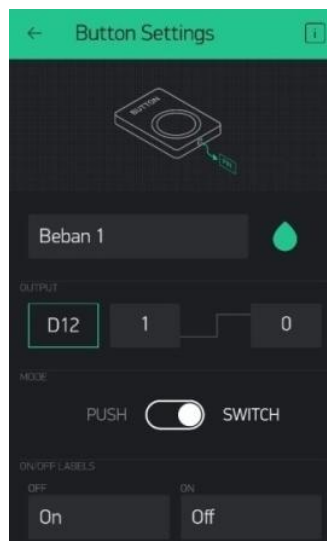 ← Button Settings i
BUTTON
PIN
Beban 1
OUTPUT
D12 1 0
MODE
PUSH SWITCH
ON/OFF LABELS
OFF ON
On Off